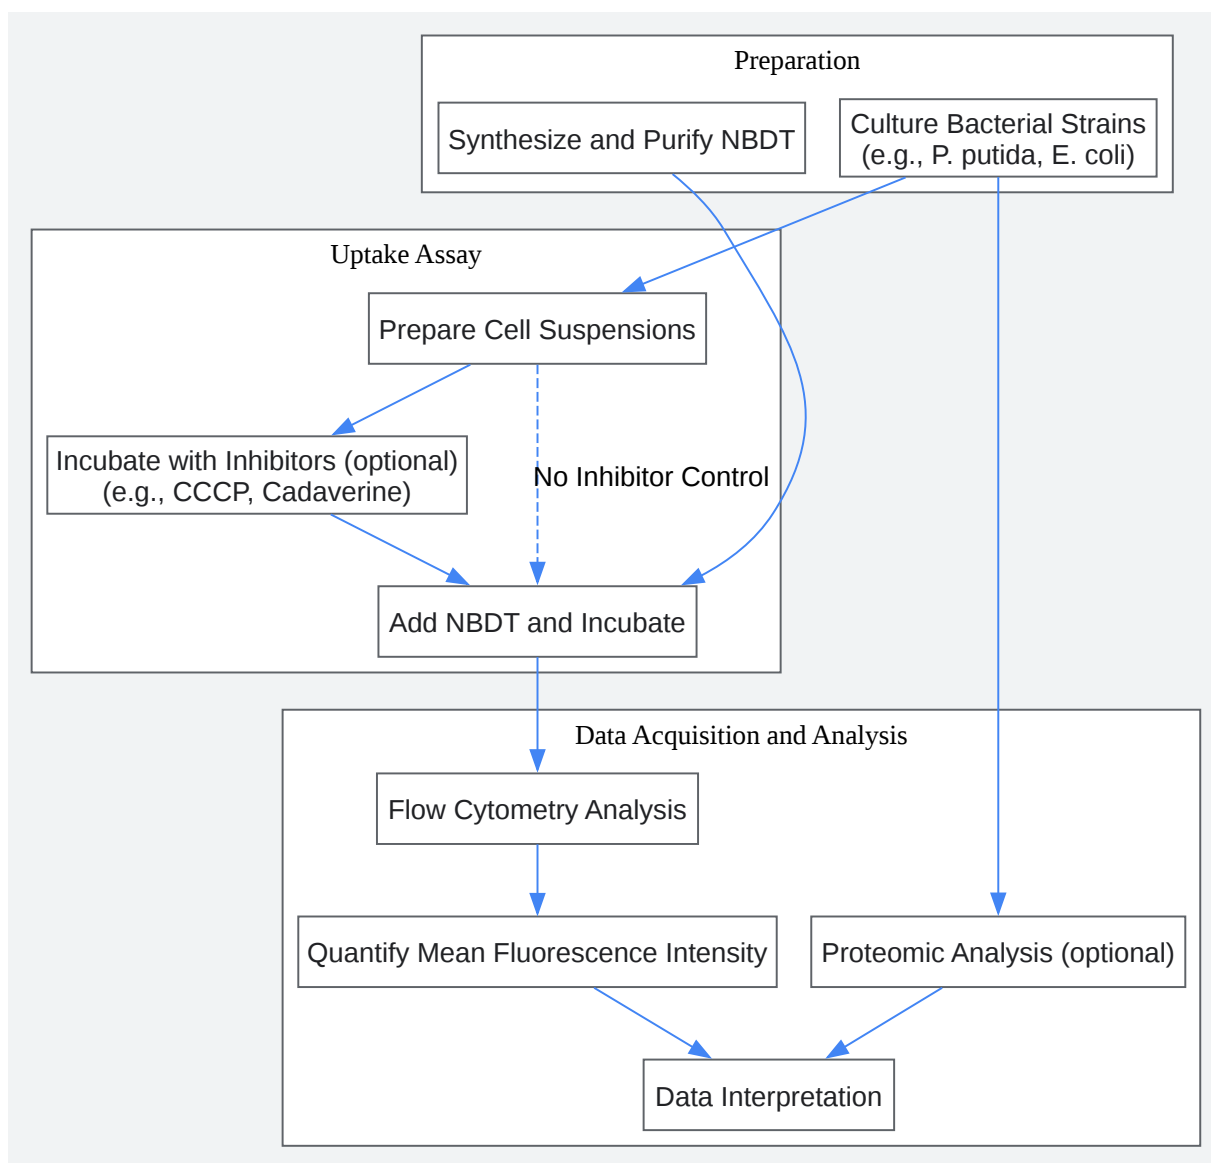 Preparation
Synthesize and Purify NBDT
Culture Bacterial Strains
(e.g., P. putida, E. coli)
Uptake Assay
Prepare Cell Suspensions
Incubate with Inhibitors (optional)
(e.g., CCCP, Cadaverine)
No Inhibitor Control
Add NBDT and Incubate
Data Acquisition and Analysis
Flow Cytometry Analysis
Quantify Mean Fluorescence Intensity
Proteomic Analysis (optional)
Data Interpretation